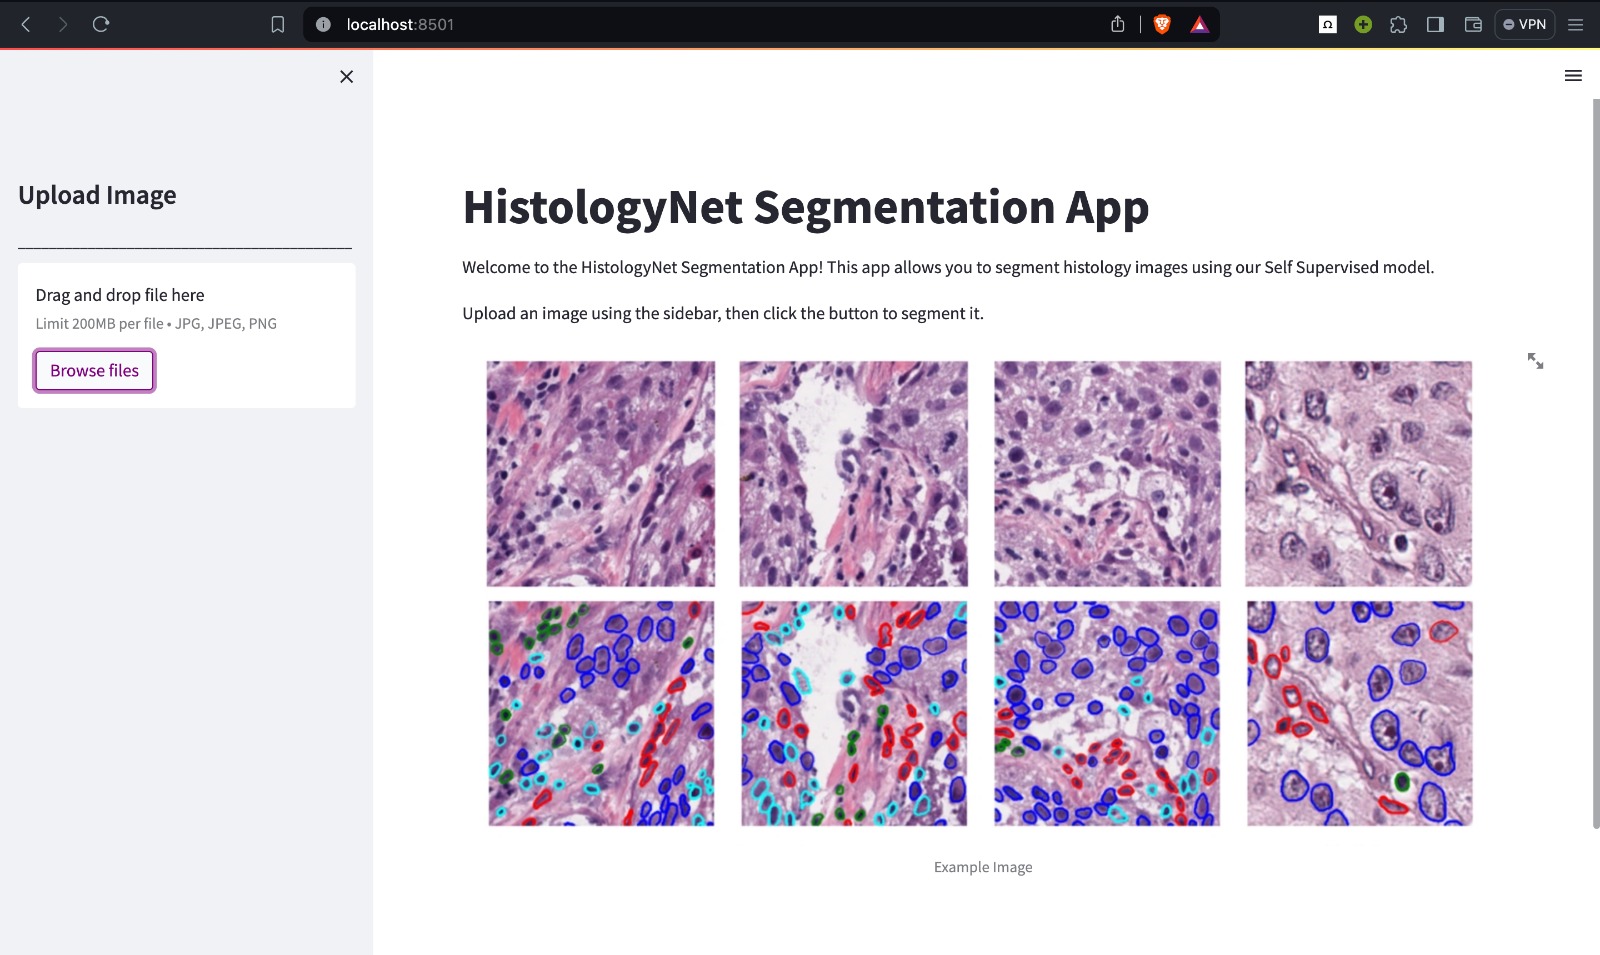 localhost:8501
VPN
Upload Image
Drag and drop file here
Limit 200MB per file • JPG, JPEG, PNG
Browse files
HistologyNet Segmentation App
Welcome to the HistologyNet Segmentation App! This app allows you to segment histology images using our Self Supervised model.
Upload an image using the sidebar, then click the button to segment it.
Example Image